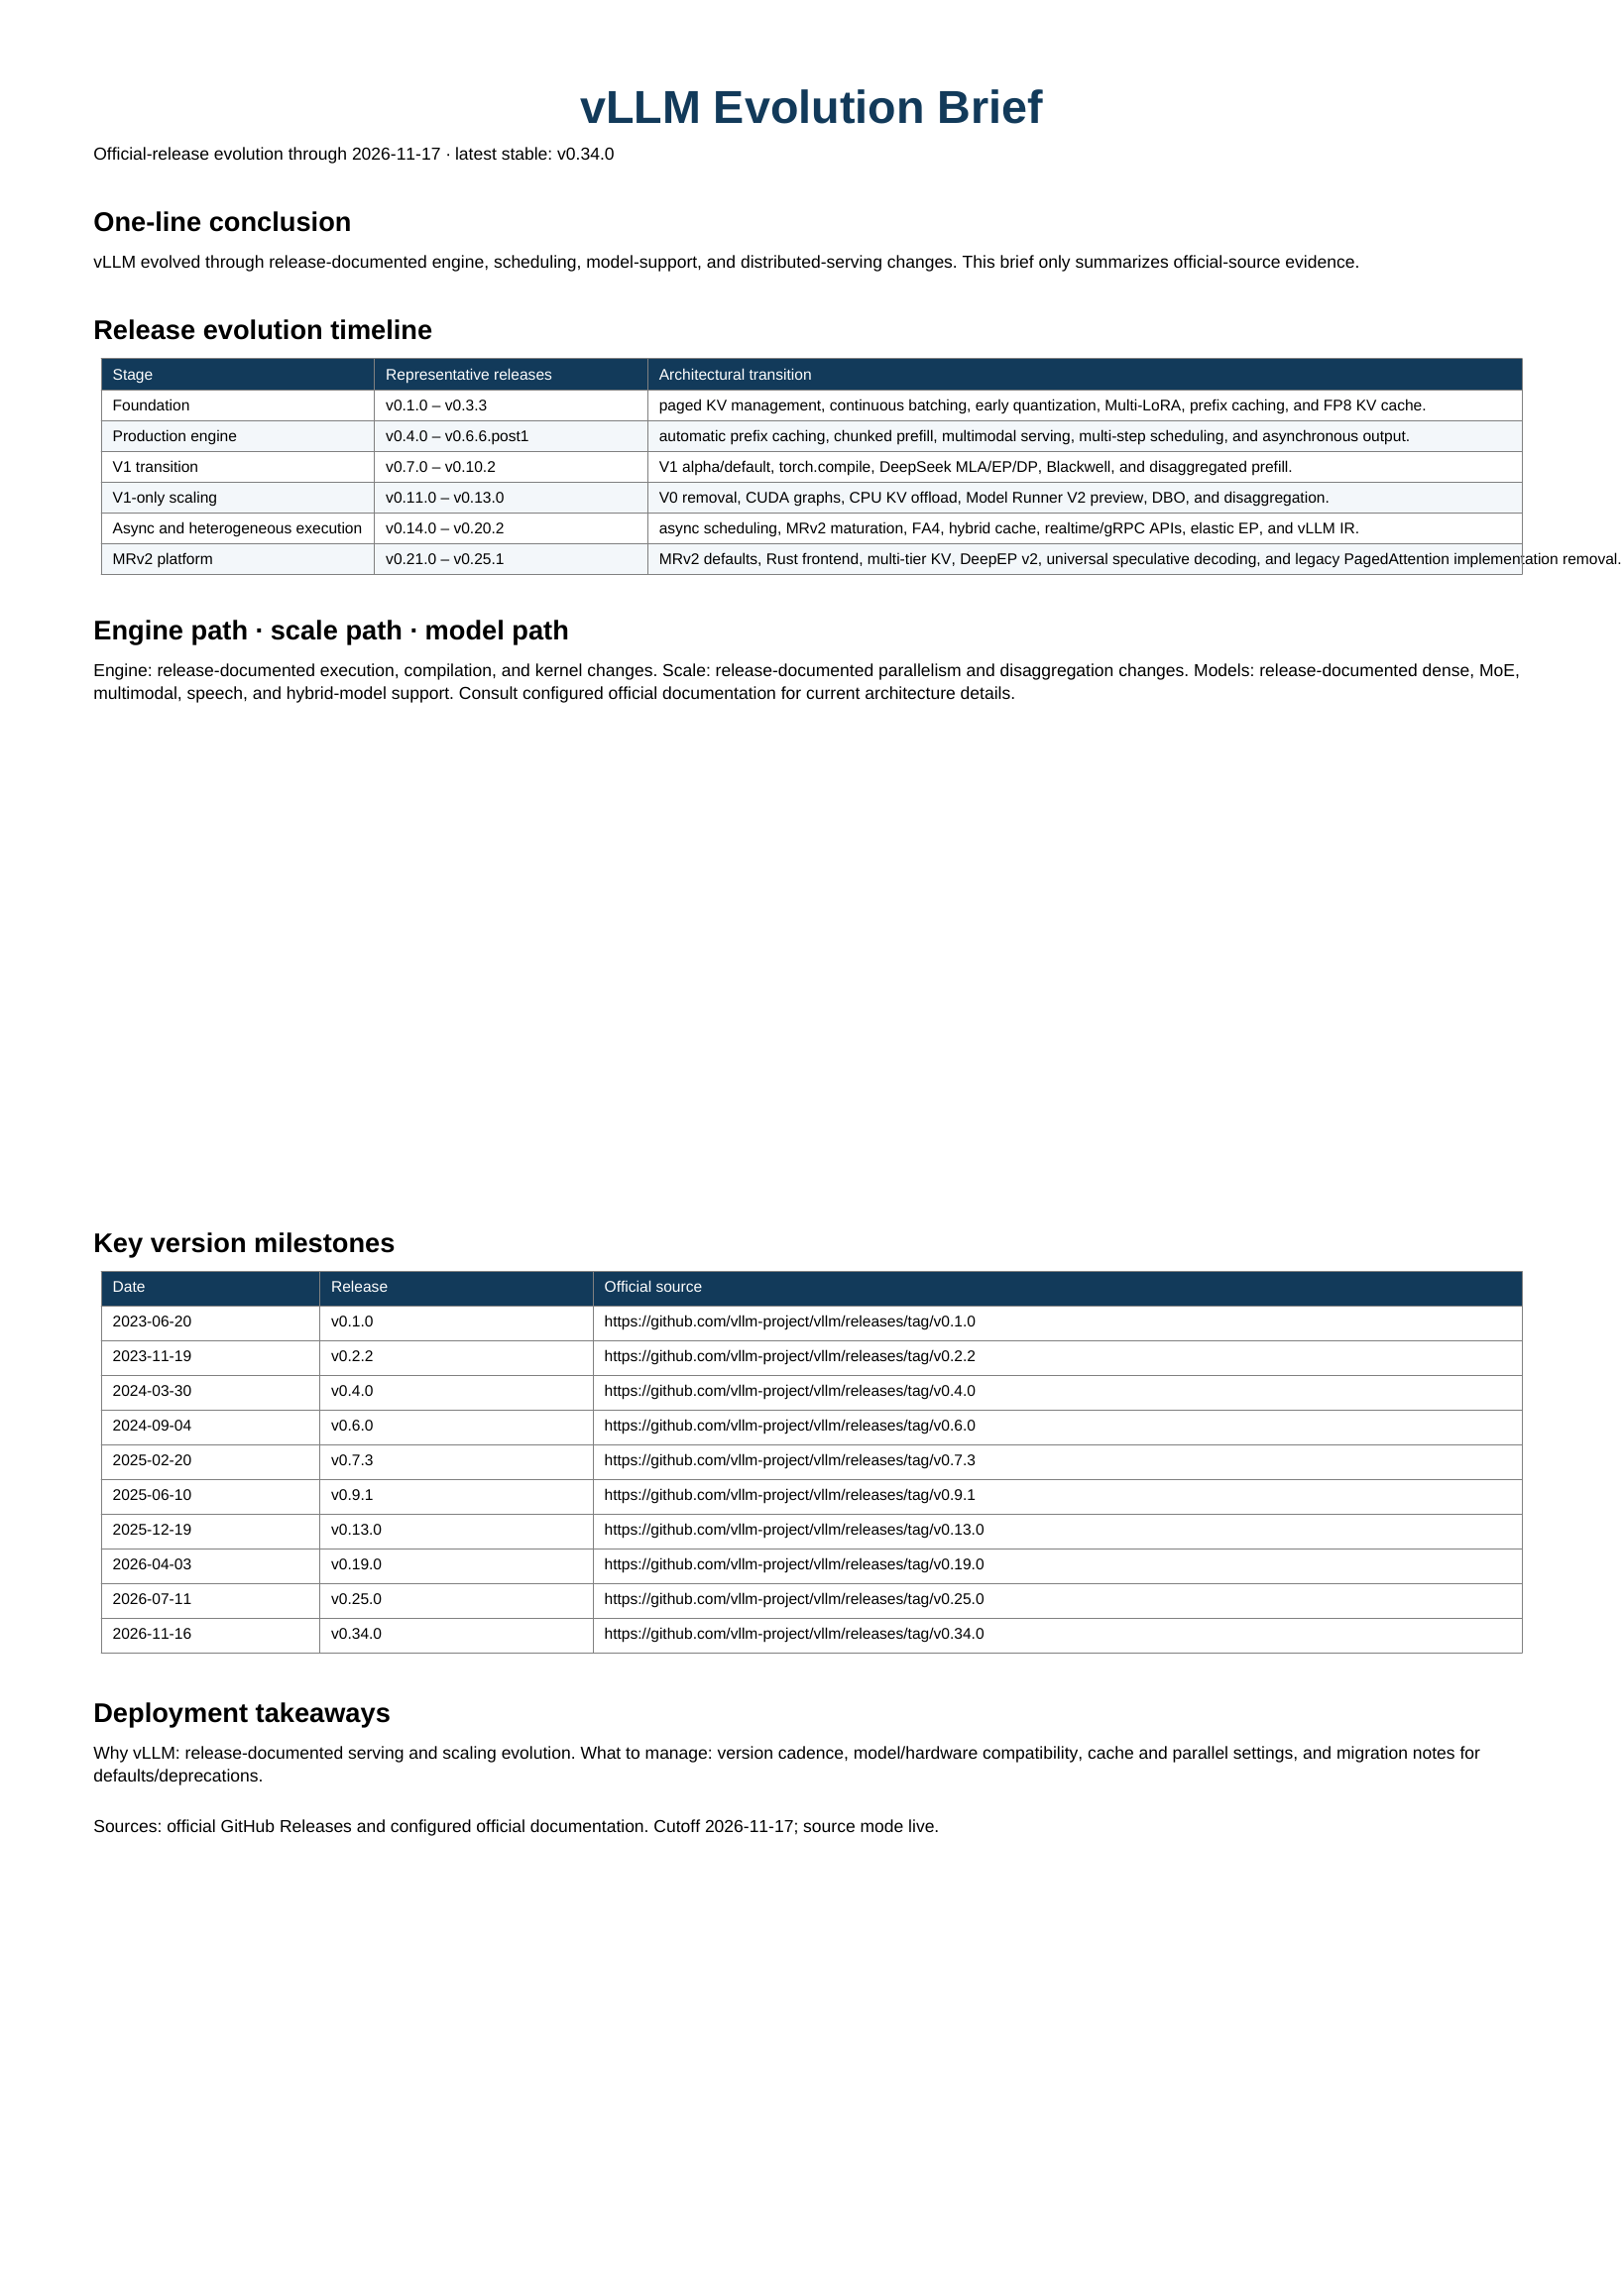 vLLM Evolution Brief
Official-release evolution through 2026-11-17 · latest stable: v0.34.0
One-line conclusion
vLLM evolved through release-documented engine, scheduling, model-support, and distributed-serving changes. This brief only summarizes official-source evidence.
Release evolution timeline
Stage Representative releases Architectural transition
Foundation v0.1.0 – v0.3.3 paged KV management, continuous batching, early quantization, Multi-LoRA, prefix caching, and FP8 KV cache.
Production engine v0.4.0 – v0.6.6.post1 automatic prefix caching, chunked prefill, multimodal serving, multi-step scheduling, and asynchronous output.
V1 transition v0.7.0 – v0.10.2 V1 alpha/default, torch.compile, DeepSeek MLA/EP/DP, Blackwell, and disaggregated prefill.
V1-only scaling v0.11.0 – v0.13.0 V0 removal, CUDA graphs, CPU KV offload, Model Runner V2 preview, DBO, and disaggregation.
Async and heterogeneous execution v0.14.0 – v0.20.2 async scheduling, MRv2 maturation, FA4, hybrid cache, realtime/gRPC APIs, elastic EP, and vLLM IR.
MRv2 platform v0.21.0 – v0.25.1 MRv2 defaults, Rust frontend, multi-tier KV, DeepEP v2, universal speculative decoding, and legacy PagedAttention implementation removal.
Engine path · scale path · model path
Engine: release-documented execution, compilation, and kernel changes. Scale: release-documented parallelism and disaggregation changes. Models: release-documented dense, MoE,
multimodal, speech, and hybrid-model support. Consult configured official documentation for current architecture details.
Key version milestones
Date Release Official source
2023-06-20 v0.1.0 https://github.com/vllm-project/vllm/releases/tag/v0.1.0
2023-11-19 v0.2.2 https://github.com/vllm-project/vllm/releases/tag/v0.2.2
2024-03-30 v0.4.0 https://github.com/vllm-project/vllm/releases/tag/v0.4.0
2024-09-04 v0.6.0 https://github.com/vllm-project/vllm/releases/tag/v0.6.0
2025-02-20 v0.7.3 https://github.com/vllm-project/vllm/releases/tag/v0.7.3
2025-06-10 v0.9.1 https://github.com/vllm-project/vllm/releases/tag/v0.9.1
2025-12-19 v0.13.0 https://github.com/vllm-project/vllm/releases/tag/v0.13.0
2026-04-03 v0.19.0 https://github.com/vllm-project/vllm/releases/tag/v0.19.0
2026-07-11 v0.25.0 https://github.com/vllm-project/vllm/releases/tag/v0.25.0
2026-11-16 v0.34.0 https://github.com/vllm-project/vllm/releases/tag/v0.34.0
Deployment takeaways
Why vLLM: release-documented serving and scaling evolution. What to manage: version cadence, model/hardware compatibility, cache and parallel settings, and migration notes for
defaults/deprecations.
Sources: official GitHub Releases and configured official documentation. Cutoff 2026-11-17; source mode live.